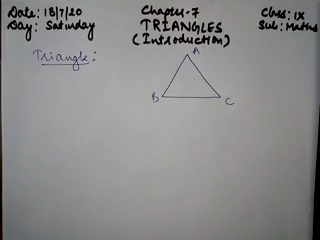 Date: 18/7/20 Chapter-7 Class: IX
Day: Saturday TRIANGLES Sub: Maths
(Introduction)
Triangle:
A
B C